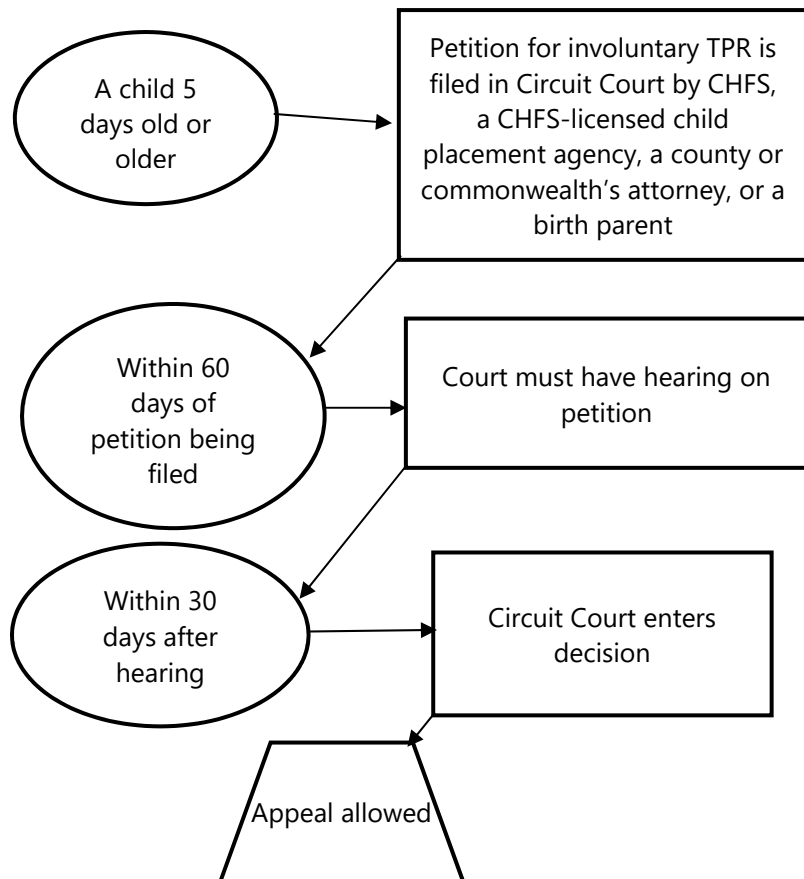 A child 5
days old or
older
Petition for involuntary TPR is
filed in Circuit Court by CHFS,
a CHFS-licensed child
placement agency, a county or
commonwealth’s attorney, or a
birth parent
Within 60
days of
petition being
filed
Court must have hearing on
petition
Within 30
days after
hearing
Circuit Court enters
decision
Appeal allowed